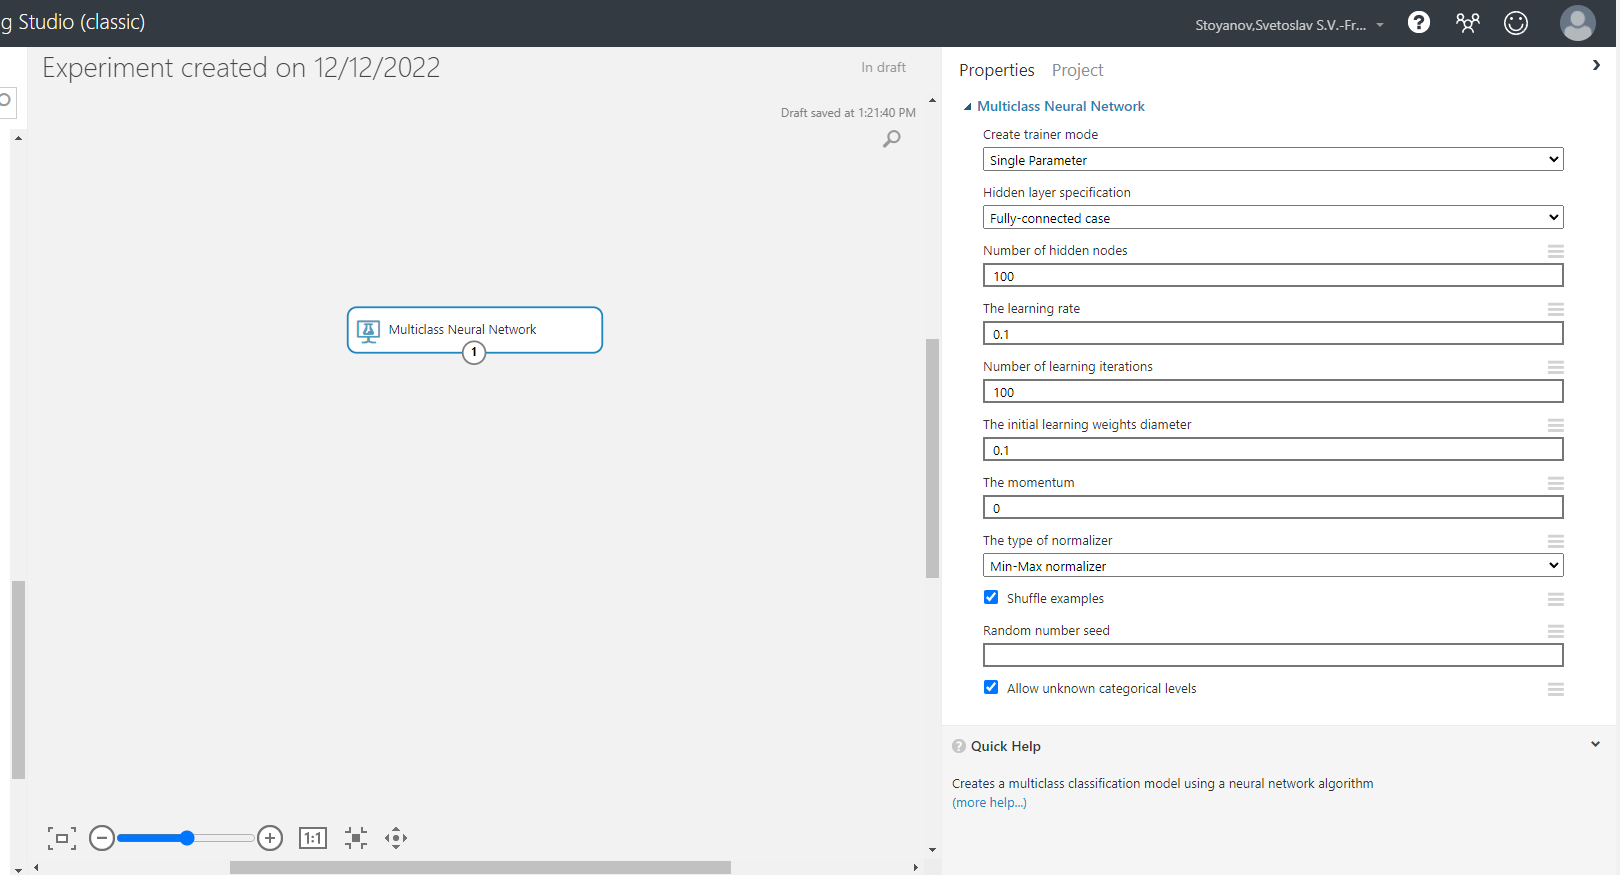 g Studio (classic)
Stoyanov,Svetoslav S.V.-Fr...
Experiment created on 12/12/2022
In draft
Draft saved at 1:21:40 PM
Multiclass Neural Network
1
1:1
Properties Project
Multiclass Neural Network
Create trainer mode
Single Parameter
Hidden layer specification
Fully-connected case
Number of hidden nodes
100
The learning rate
0.1
Number of learning iterations
100
The initial learning weights diameter
0.1
The momentum
0
The type of normalizer
Min-Max normalizer
Shuffle examples
Random number seed
Allow unknown categorical levels
Quick Help
Creates a multiclass classification model using a neural network algorithm
(more help...)